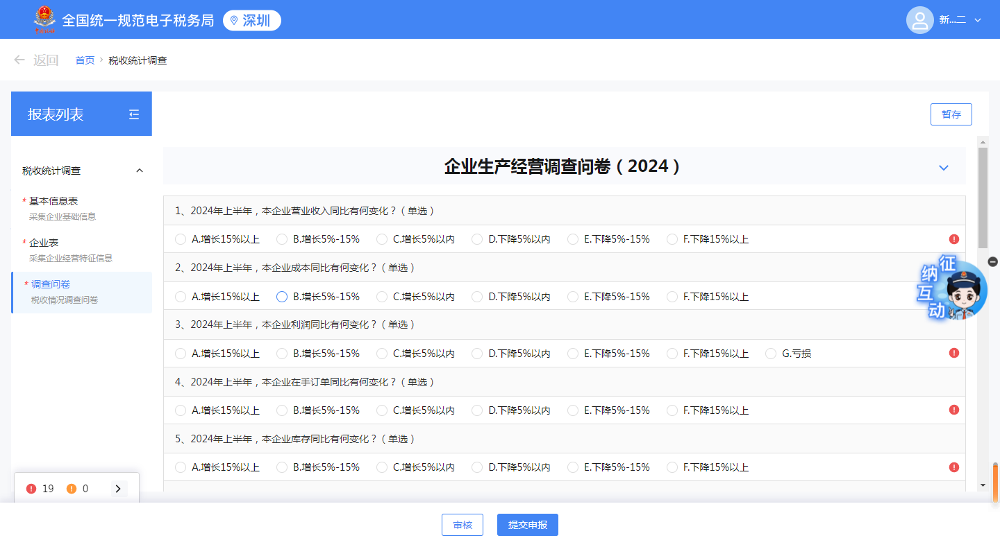 全国统一规范电子税务局 深圳 新...二
返回 首页 > 税收统计调查
报表列表 暂存
税收统计调查
* 基本信息表
采集企业基础信息
* 企业表
采集企业经营特征信息
* 调查问卷
税收情况调查问卷
企业生产经营调查问卷（2024）
1、2024年上半年，本企业营业收入同比有何变化？（单选）
A.增长15%以上 B.增长5%-15% C.增长5%以内 D.下降5%以内 E.下降5%-15% F.下降15%以上
2、2024年上半年，本企业成本同比有何变化？（单选）
A.增长15%以上 B.增长5%-15% C.增长5%以内 D.下降5%以内 E.下降5%-15% F.下降15%以上
3、2024年上半年，本企业利润同比有何变化？（单选）
A.增长15%以上 B.增长5%-15% C.增长5%以内 D.下降5%以内 E.下降5%-15% F.下降15%以上 G.亏损
4、2024年上半年，本企业在手订单同比有何变化？（单选）
A.增长15%以上 B.增长5%-15% C.增长5%以内 D.下降5%以内 E.下降5%-15% F.下降15%以上
5、2024年上半年，本企业库存同比有何变化？（单选）
A.增长15%以上 B.增长5%-15% C.增长5%以内 D.下降5%以内 E.下降5%-15% F.下降15%以上
征纳互动
19 0
审核 提交申报